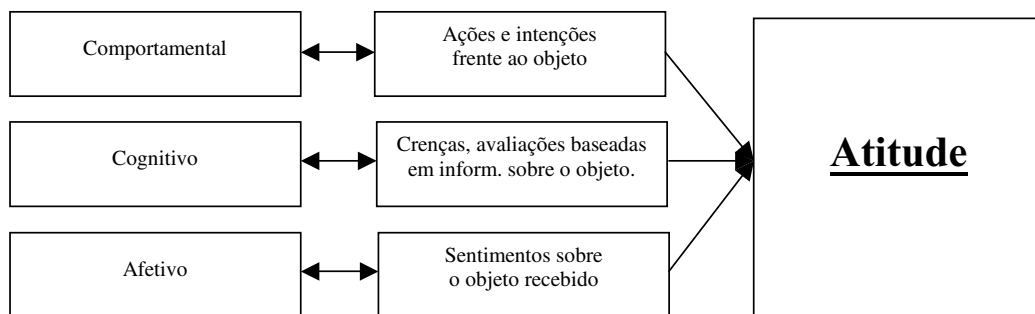 Comportamental
Ações e intenções
frente ao objeto
Cognitivo
Crenças, avaliações baseadas
em inform. sobre o objeto.
Afetivo
Sentimentos sobre
o objeto recebido
Atitude